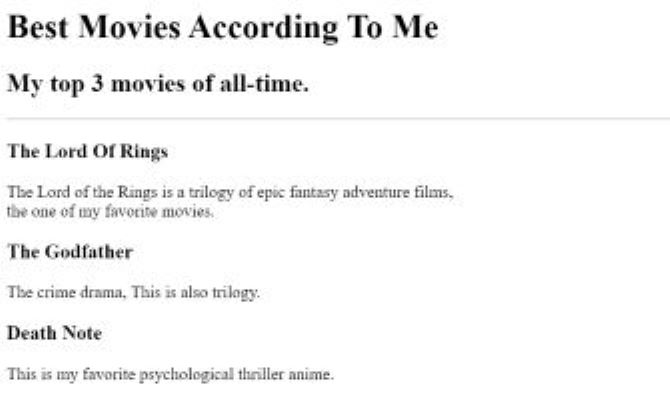 Best Movies According To Me
My top 3 movies of all-time.
The Lord Of Rings
The Lord of the Rings is a trilogy of epic fantasy adventure films,
the one of my favorite movies.
The Godfather
The crime drama, This is also trilogy.
Death Note
This is my favorite psychological thriller anime.